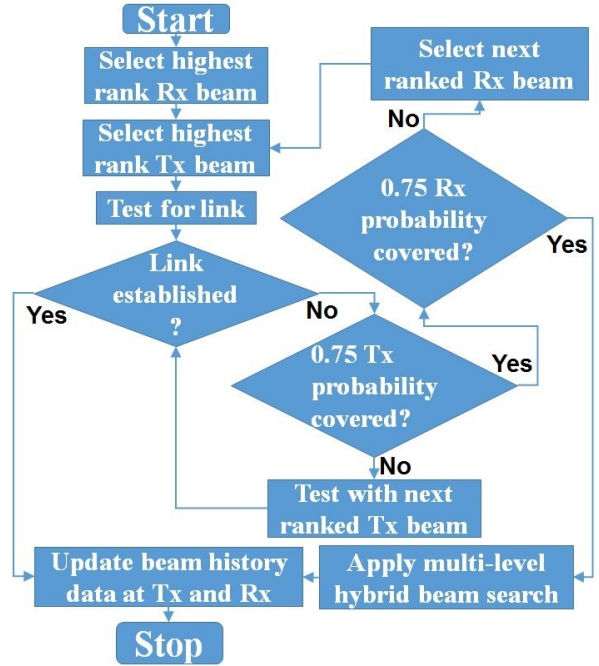 Start
Select highest
rank Rx beam
Select highest
rank Tx beam
Test for link
Link
established
?
Yes
No
0.75 Tx
probability
covered?
Yes
No
Test with next
ranked Tx beam
0.75 Rx
probability
covered?
No
Yes
Select next
ranked Rx beam
Apply multi-level
hybrid beam search
Update beam history
data at Tx and Rx
Stop